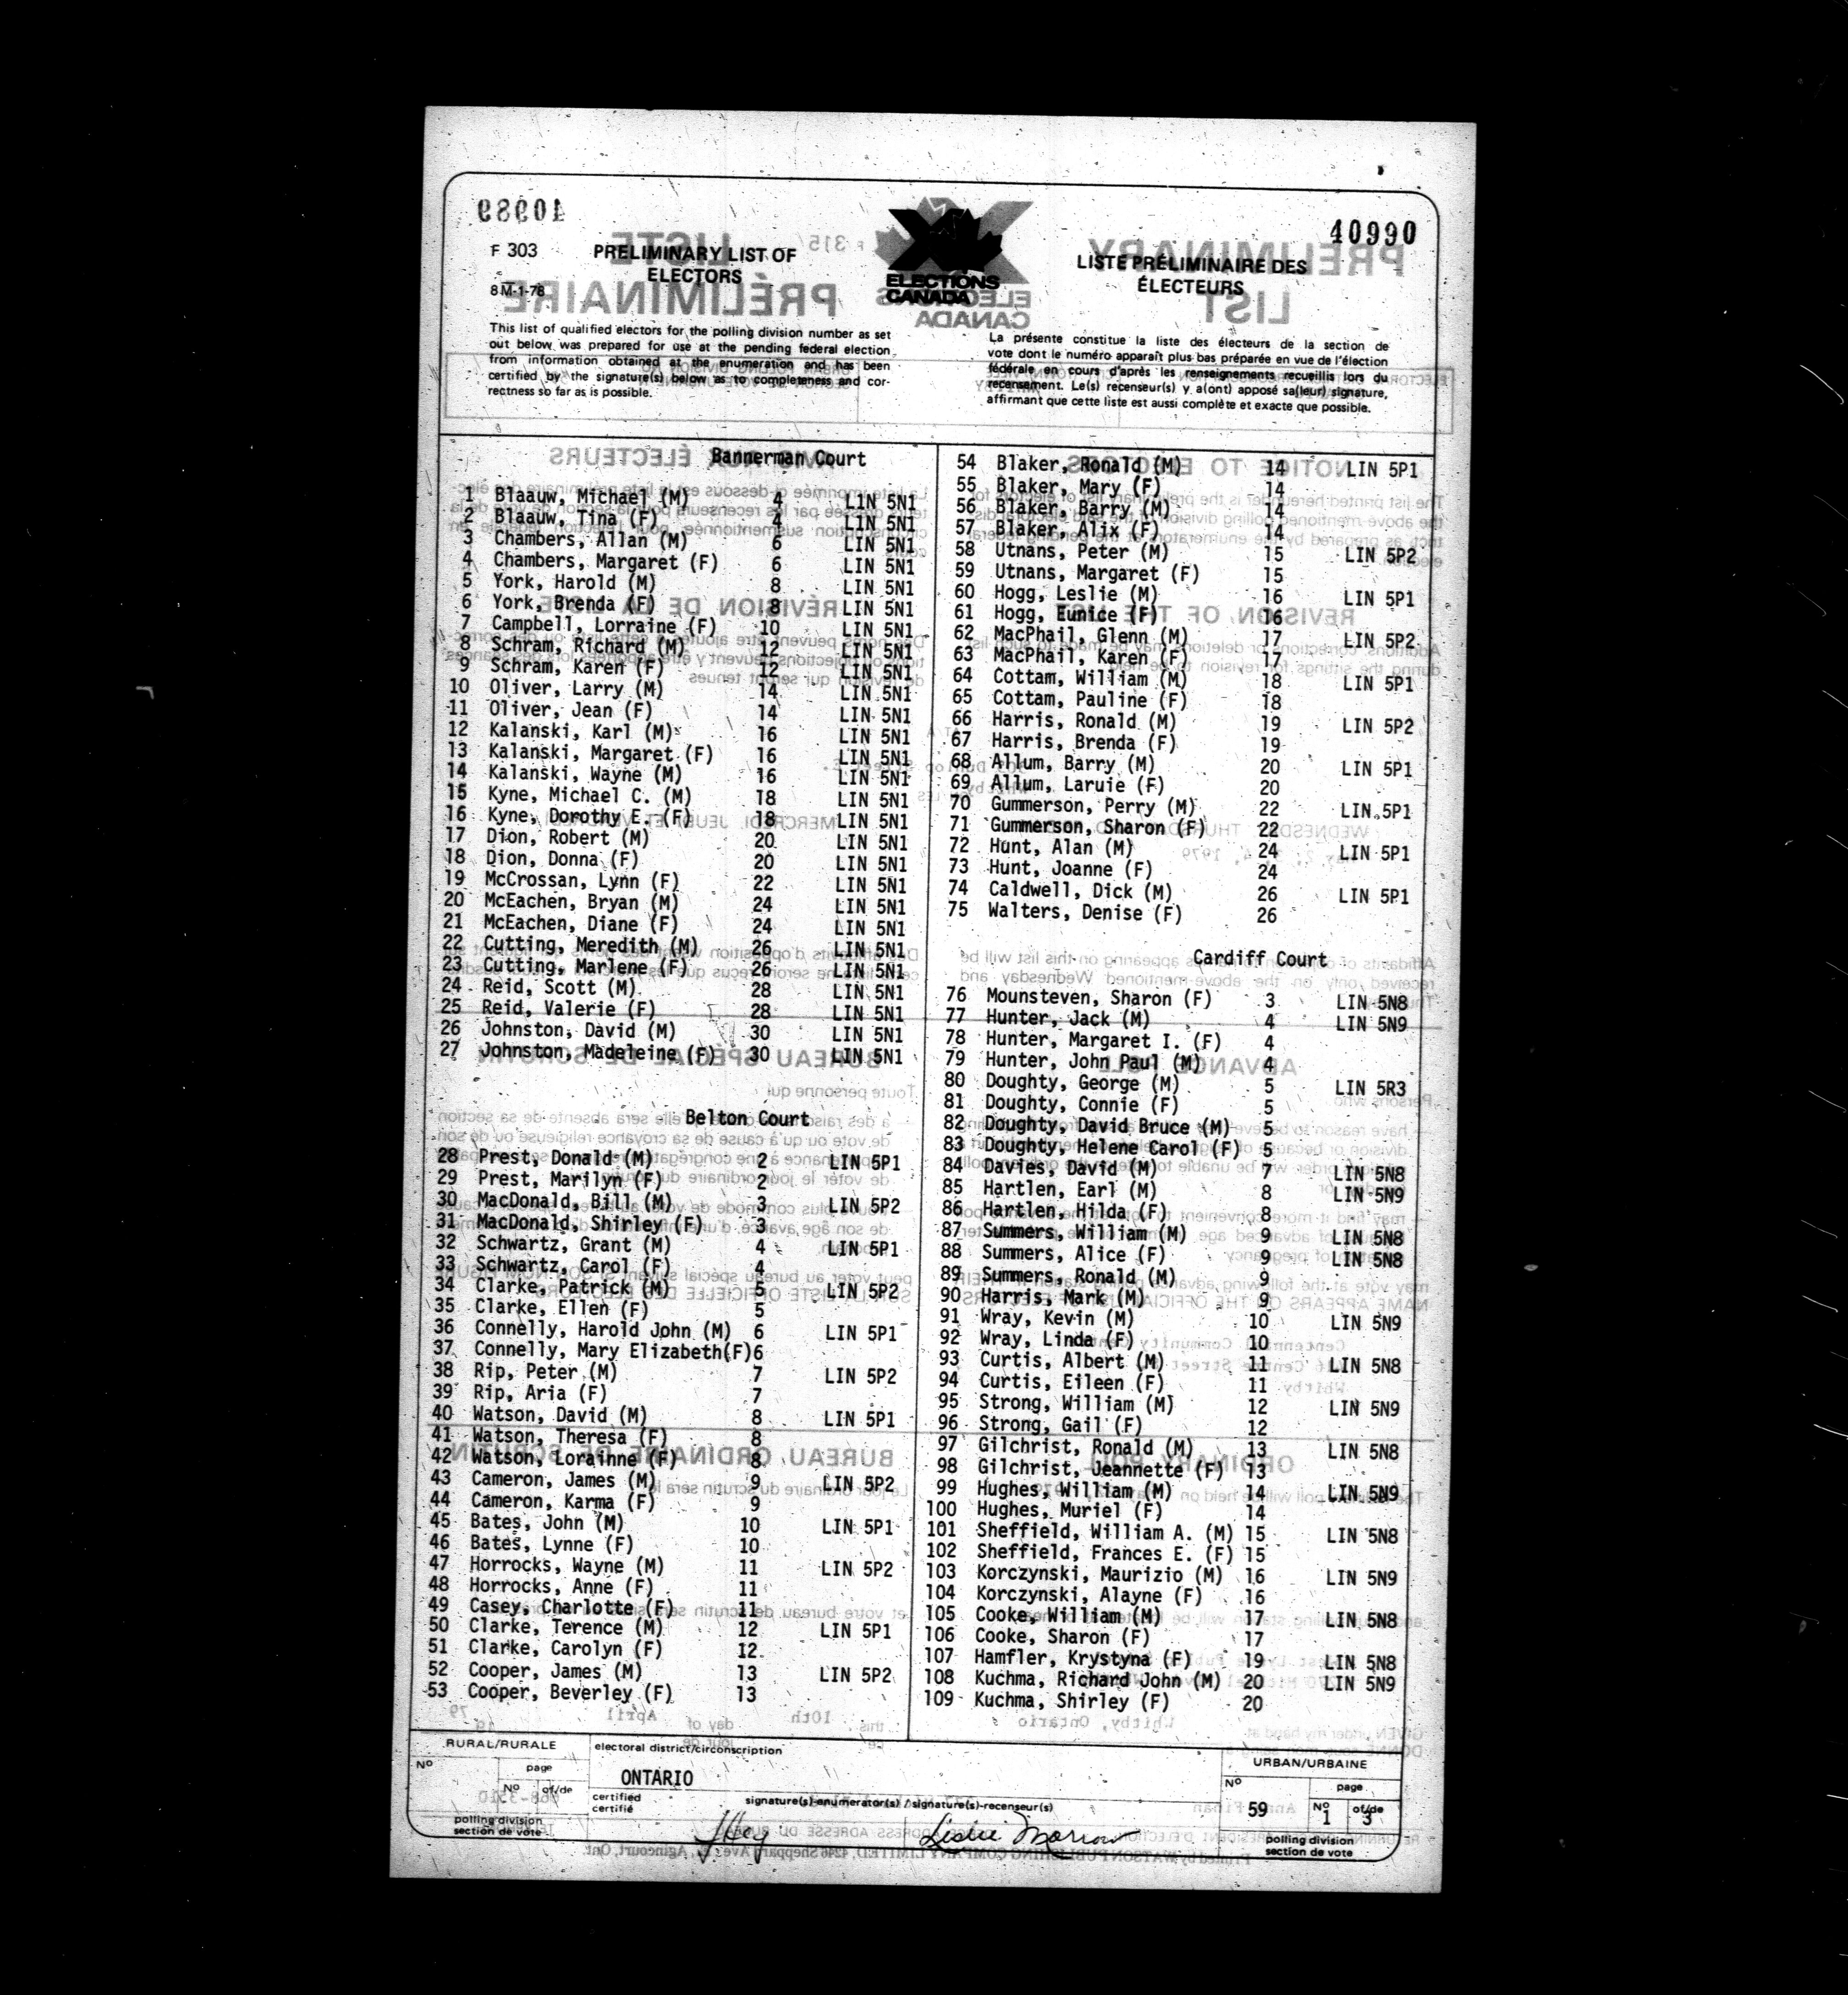 40990
F 303
PRELIMINARY LIST OF
ELECTORS
8 M-1-78
ELECTIONS
CANADA
LISTE PRÉLIMINAIRE DES
ÉLECTEURS
This list of qualified electors for the polling division number as set
out below was prepared for use at the pending federal election
from information obtained at the enumeration and has been
certified by the signature(s) below as to completeness and cor-
rectness so far as is possible.
La présente constitue la liste des électeurs de la section de
vote dont le numéro apparaît plus bas préparée en vue de l'élection
fédérale en cours d'après les renseignements recueillis lors du
recensement. Le(s) recenseur(s) y a(ont) apposé sa(leur) signature,
affirmant que cette liste est aussi complète et exacte que possible.
Bannerman Court
1 Blaauw, Michael (M) 4 LIN 5N1
2 Blaauw, Tina (F) 4 LIN 5N1
3 Chambers, Allan (M) 6 LIN 5N1
4 Chambers, Margaret (F) 6 LIN 5N1
5 York, Harold (M) 8 LIN 5N1
6 York, Brenda (F) 8 LIN 5N1
7 Campbell, Lorraine (F) 10 LIN 5N1
8 Schram, Richard (M) 12 LIN 5N1
9 Schram, Karen (F) 12 LIN 5N1
10 Oliver, Larry (M) 14 LIN 5N1
11 Oliver, Jean (F) 14 LIN 5N1
12 Kalanski, Karl (M) 16 LIN 5N1
13 Kalanski, Margaret (F) 16 LIN 5N1
14 Kalanski, Wayne (M) 16 LIN 5N1
15 Kyne, Michael C. (M) 18 LIN 5N1
16 Kyne, Dorothy E. (F) 18 LIN 5N1
17 Dion, Robert (M) 20 LIN 5N1
18 Dion, Donna (F) 20 LIN 5N1
19 McCrossan, Lynn (F) 22 LIN 5N1
20 McEachen, Bryan (M) 24 LIN 5N1
21 McEachen, Diane (F) 24 LIN 5N1
22 Cutting, Meredith (M) 26 LIN 5N1
23 Cutting, Marlene (F) 26 LIN 5N1
24 Reid, Scott (M) 28 LIN 5N1
25 Reid, Valerie (F) 28 LIN 5N1
26 Johnston, David (M) 30 LIN 5N1
27 Johnston, Madeleine (F) 30 LIN 5N1
Belton Court
28 Prest, Donald (M) 2 LIN 5P1
29 Prest, Marilyn (F) 2
30 MacDonald, Bill (M) 3 LIN 5P2
31 MacDonald, Shirley (F) 3
32 Schwartz, Grant (M) 4 LIN 5P1
33 Schwartz, Carol (F) 4
34 Clarke, Patrick (M) 5 LIN 5P2
35 Clarke, Ellen (F) 5
36 Connelly, Harold John (M) 6 LIN 5P1
37 Connelly, Mary Elizabeth(F)6
38 Rip, Peter (M) 7 LIN 5P2
39 Rip, Aria (F) 7
40 Watson, David (M) 8 LIN 5P1
41 Watson, Theresa (F) 8
42 Watson, Lorainne (F) 8
43 Cameron, James (M) 9 LIN 5P2
44 Cameron, Karma (F) 9
45 Bates, John (M) 10 LIN 5P1
46 Bates, Lynne (F) 10
47 Horrocks, Wayne (M) 11 LIN 5P2
48 Horrocks, Anne (F) 11
49 Casey, Charlotte (F) 11
50 Clarke, Terence (M) 12 LIN 5P1
51 Clarke, Carolyn (F) 12
52 Cooper, James (M) 13 LIN 5P2
53 Cooper, Beverley (F) 13
54 Blaker, Ronald (M) 14 LIN 5P1
55 Blaker, Mary (F) 14
56 Blaker, Barry (M) 14
57 Blaker, Alix (F) 14
58 Utnans, Peter (M) 15 LIN 5P2
59 Utnans, Margaret (F) 15
60 Hogg, Leslie (M) 16 LIN 5P1
61 Hogg, Eunice (F) 16
62 MacPhail, Glenn (M) 17 LIN 5P2
63 MacPhail, Karen (F) 17
64 Cottam, William (M) 18 LIN 5P1
65 Cottam, Pauline (F) 18
66 Harris, Ronald (M) 19 LIN 5P2
67 Harris, Brenda (F) 19
68 Allum, Barry (M) 20 LIN 5P1
69 Allum, Laruie (F) 20
70 Gummerson, Perry (M) 22 LIN 5P1
71 Gummerson, Sharon (F) 22
72 Hunt, Alan (M) 24 LIN 5P1
73 Hunt, Joanne (F) 24
74 Caldwell, Dick (M) 26 LIN 5P1
75 Walters, Denise (F) 26
Cardiff Court
76 Mounsteven, Sharon (F) 3 LIN 5N8
77 Hunter, Jack (M) 4 LIN 5N9
78 Hunter, Margaret I. (F) 4
79 Hunter, John Paul (M) 4
80 Doughty, George (M) 5 LIN 5R3
81 Doughty, Connie (F) 5
82 Doughty, David Bruce (M) 5
83 Doughty, Helene Carol (F) 5
84 Davies, David (M) 7 LIN 5N8
85 Hartlen, Earl (M) 8 LIN 5N9
86 Hartlen, Hilda (F) 8
87 Summers, William (M) 9 LIN 5N8
88 Summers, Alice (F) 9 LIN 5N8
89 Summers, Ronald (M) 9
90 Harris, Mark (M) 9
91 Wray, Kevin (M) 10 LIN 5N9
92 Wray, Linda (F) 10
93 Curtis, Albert (M) 11 LIN 5N8
94 Curtis, Eileen (F) 11
95 Strong, William (M) 12 LIN 5N9
96 Strong, Gail (F) 12
97 Gilchrist, Ronald (M) 13 LIN 5N8
98 Gilchrist, Jeannette (F) 13
99 Hughes, William (M) 14 LIN 5N9
100 Hughes, Muriel (F) 14
101 Sheffield, William A. (M) 15 LIN 5N8
102 Sheffield, Frances E. (F) 15
103 Korczynski, Maurizio (M) 16 LIN 5N9
104 Korczynski, Alayne (F) 16
105 Cooke, William (M) 17 LIN 5N8
106 Cooke, Sharon (F) 17
107 Hamfler, Krystyna (F) 19 LIN 5N8
108 Kuchma, Richard John (M) 20 LIN 5N9
109 Kuchma, Shirley (F) 20
RURAL/RURALE
No
page
No of/de
polling division
section de vote
electoral district/circonscription
ONTARIO
certified
certifié
signature(s)-enumerator(s) / signature(s)-recenseur(s)
Leslie Morrow
URBAN/URBAINE
No
59
page
No 1 of/de 3
polling division
section de vote